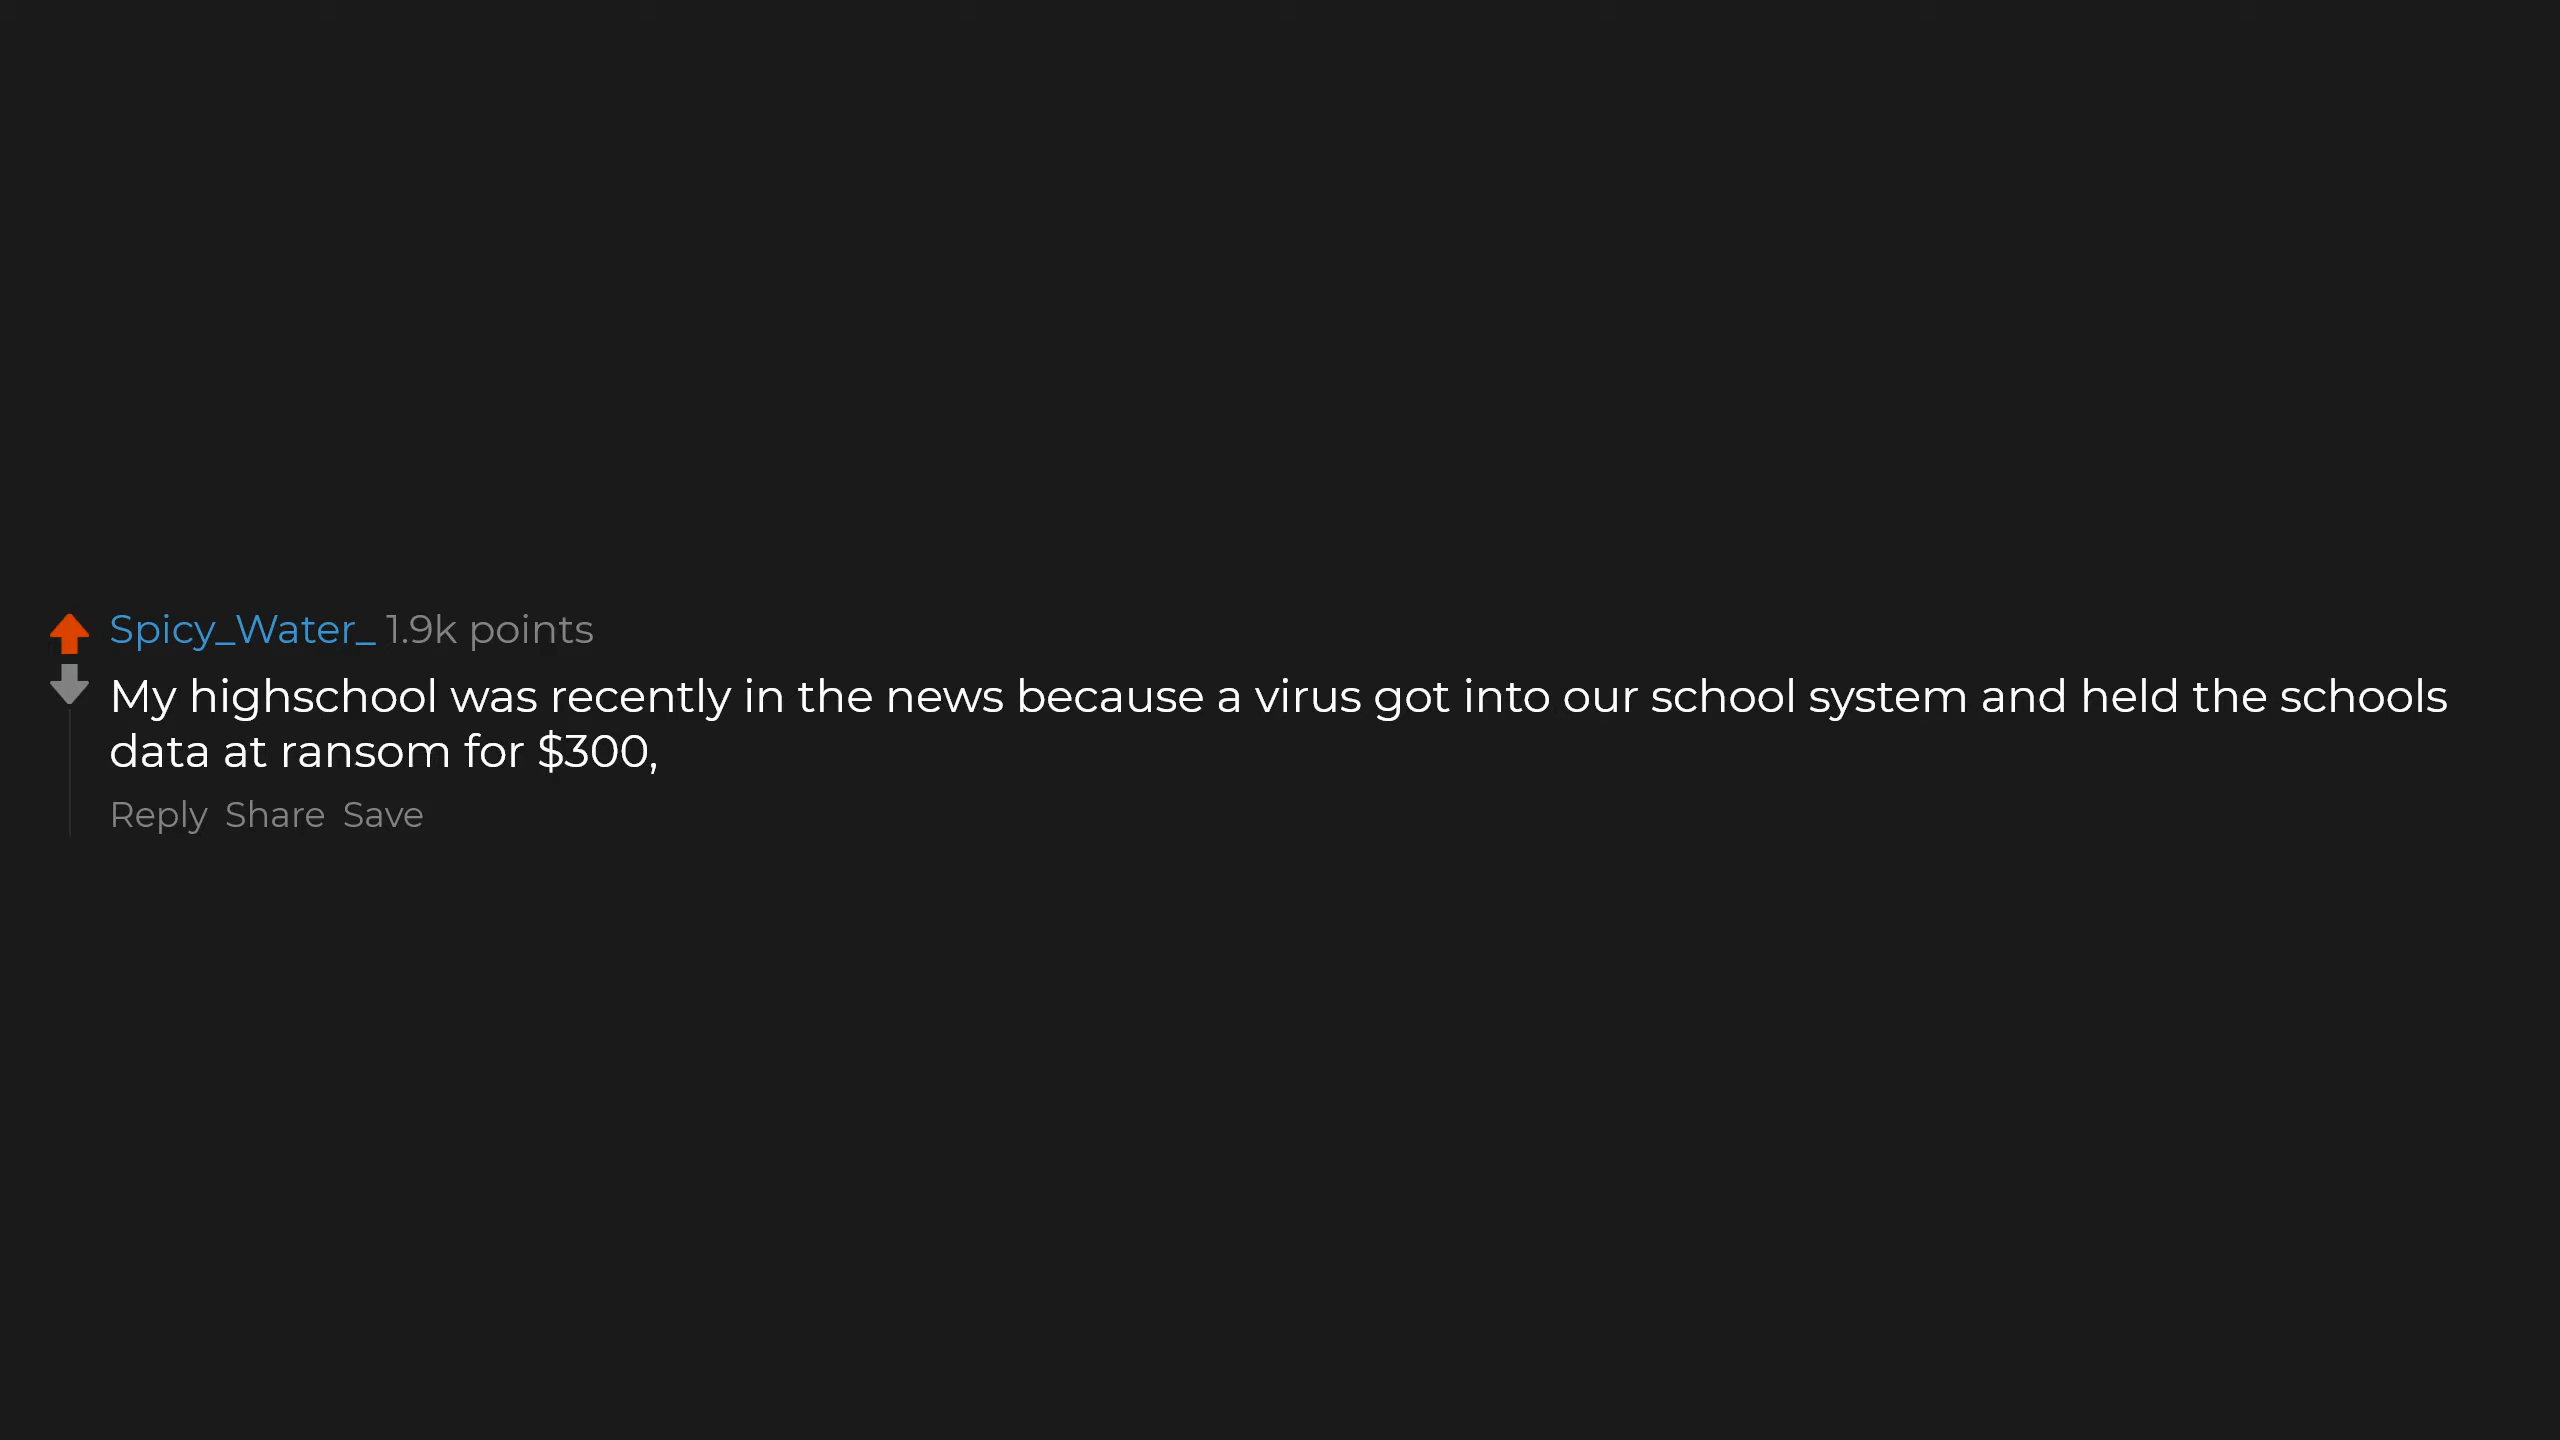 Spicy_Water_ 1.9k points
My highschool was recently in the news because a virus got into our school system and held the schools
data at ransom for $300,
Reply Share Save